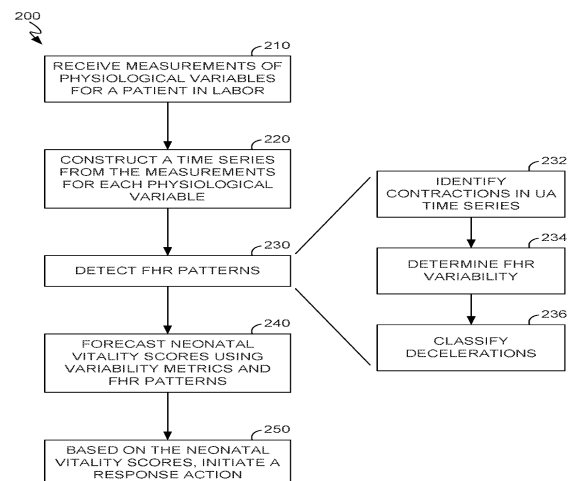 200
210
RECEIVE MEASUREMENTS OF
PHYSIOLOGICAL VARIABLES
FOR A PATIENT IN LABOR
220
CONSTRUCT A TIME SERIES
FROM THE MEASUREMENTS
FOR EACH PHYSIOLOGICAL
VARIABLE
230
DETECT FHR PATTERNS
232
IDENTIFY
CONTRACTIONS IN UA
TIME SERIES
234
DETERMINE FHR
VARIABILITY
236
CLASSIFY
DECELERATIONS
240
FORECAST NEONATAL
VITALITY SCORES USING
VARIABILITY METRICS AND
FHR PATTERNS
250
BASED ON THE NEONATAL
VITALITY SCORES, INITIATE A
RESPONSE ACTION